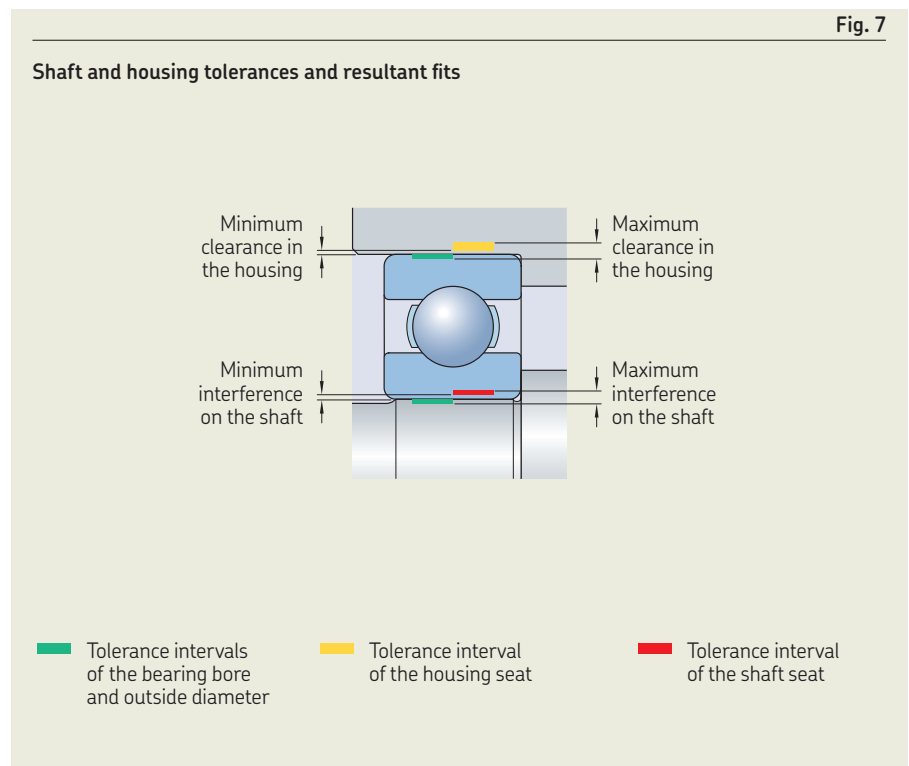 Fig. 7
Shaft and housing tolerances and resultant fits
Minimum
clearance in
the housing
Maximum
clearance in
the housing
Minimum
interference
on the shaft
Maximum
interference
on the shaft
Tolerance intervals
of the bearing bore
and outside diameter
Tolerance interval
of the housing seat
Tolerance interval
of the shaft seat